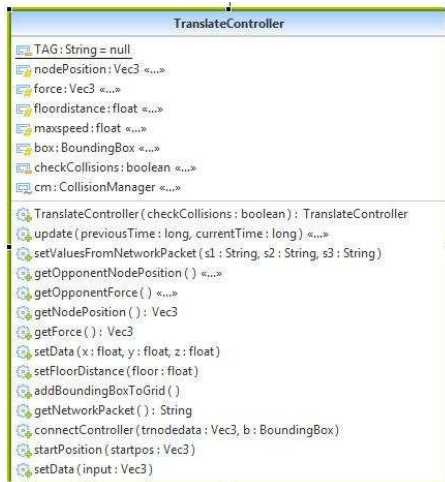 TranslateController
TAG : String = null
nodePosition : Vec3 «...»
force : Vec3 «...»
floordistance : float «...»
maxspeed : float «...»
box : BoundingBox «...»
checkCollisions : boolean «...»
cm : CollisionManager «...»
TranslateController ( checkCollisions : boolean ) : TranslateController
update ( previousTime : long, currentTime : long ) «...»
setValuesFromNetworkPacket ( s1 : String, s2 : String, s3 : String )
getOpponentNodePosition ( ) «...»
getOpponentForce ( ) «...»
getNodePosition ( ) : Vec3
getForce ( ) : Vec3
setData ( x : float, y : float, z : float )
setFloorDistance ( floor : float )
addBoundingBoxToGrid ( )
getNetworkPacket ( ) : String
connectController ( trnodedata : Vec3, b : BoundingBox )
startPosition ( startpos : Vec3 )
setData ( input : Vec3 )